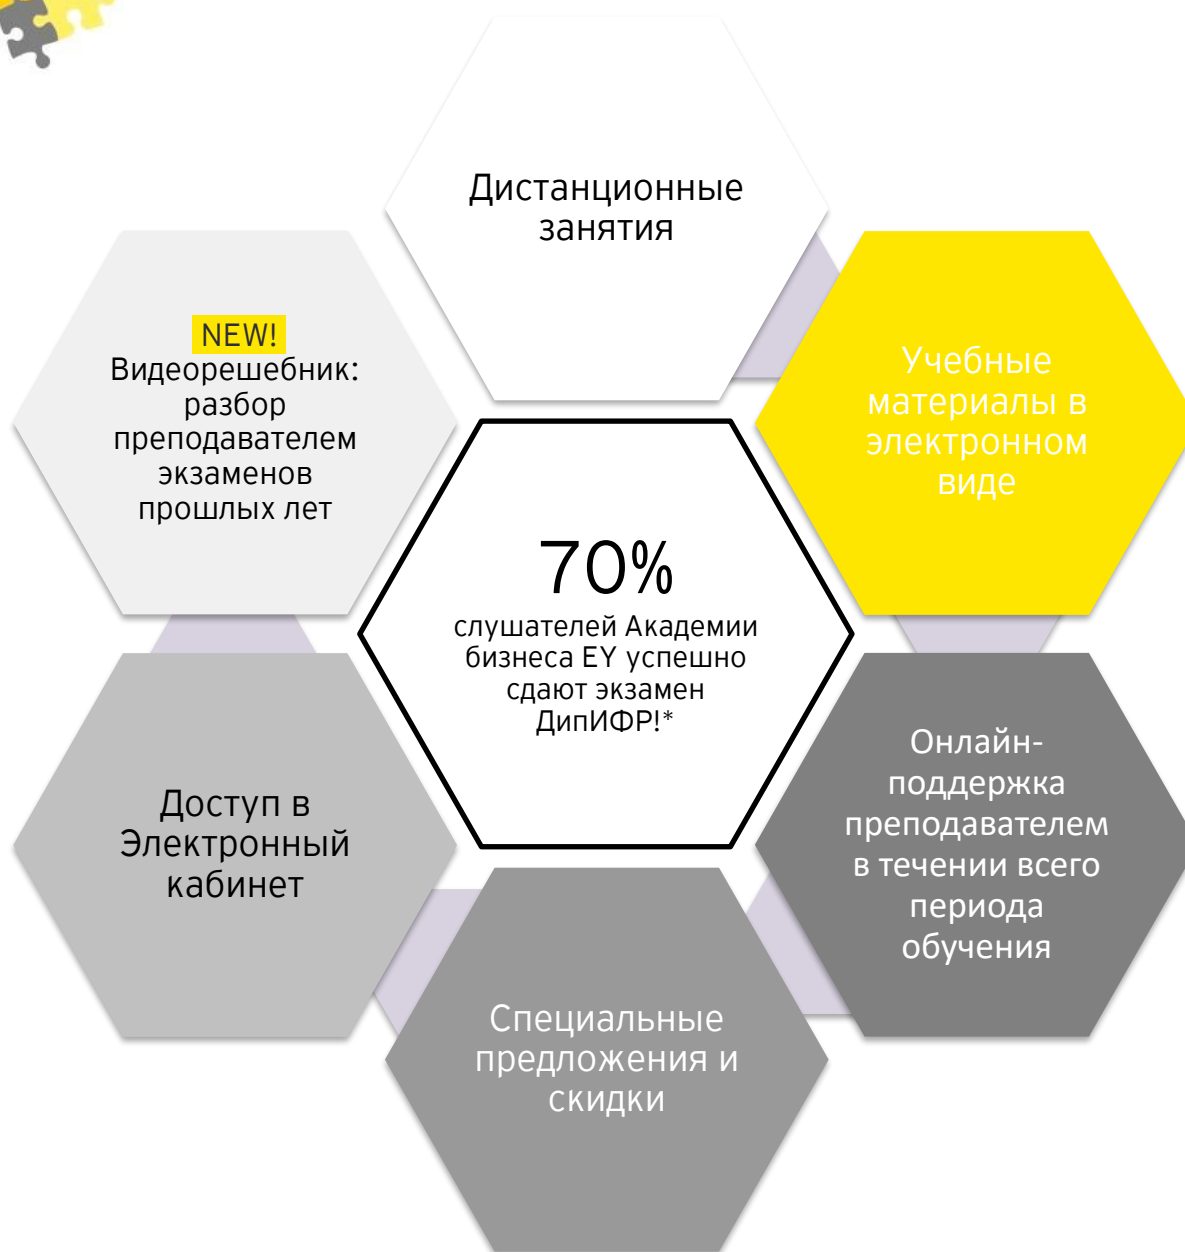 Дистанционные
занятия
NEW!
Видеорешебник:
разбор
преподавателем
экзаменов
прошлых лет
Учебные
материалы в
электронном
виде
70%
слушателей Академии
бизнеса EY успешно
сдают экзамен
ДипИФР!*
Доступ в
Электронный
кабинет
Онлайн-
поддержка
преподавателем
в течении всего
периода
обучения
Специальные
предложения и
скидки